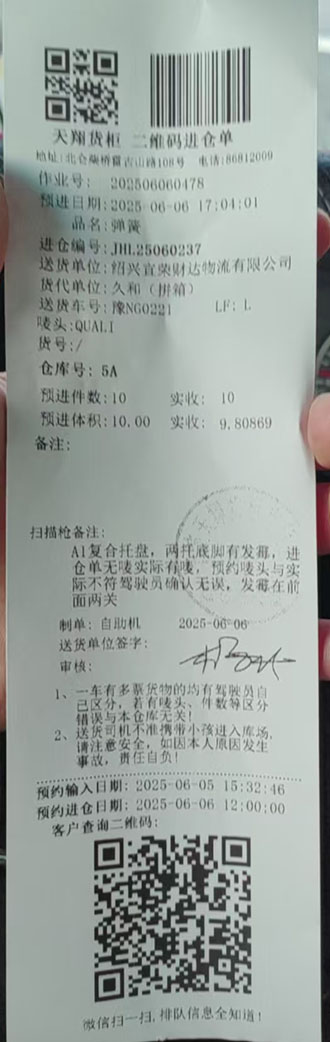 天翔货柜 二维码进仓单
地址:北仑柴桥霍古山路108号 电话:86812009
作业号: 202506060478
预进日期:2025-06-06 17:04:01
品名:弹簧
进仓编号:JHL25060237
送货单位:绍兴宜荣财达物流有限公司
货代单位:久和(拼箱)
送货车号:豫NG0221 LF: L
唛头:QUALI
货号:/
仓库号: 5A
预进件数:10 实收: 10
预进体积:10.00 实收: 9.80869
备注:
扫描枪备注:
A1复合托盘,两托底脚有发霉,进
仓单无唛实际有唛,预约唛头与实
际不符驾驶员确认无误,发霉在前
面两关
制单: 自助机 2025-06-06
送货单位签字:
审核:
1、一车有多票货物的均有驾驶员自
己区分,若有唛头、件数等区分
错误与本仓库无关!
2、送货司机不准携带小孩进入库场,
请注意安全,如因本人原因发生
事故,责任自负!
预约输入日期: 2025-06-05 15:32:46
预约进仓日期: 2025-06-06 12:00:00
客户查询二维码:
微信扫一扫,排队信息全知道!